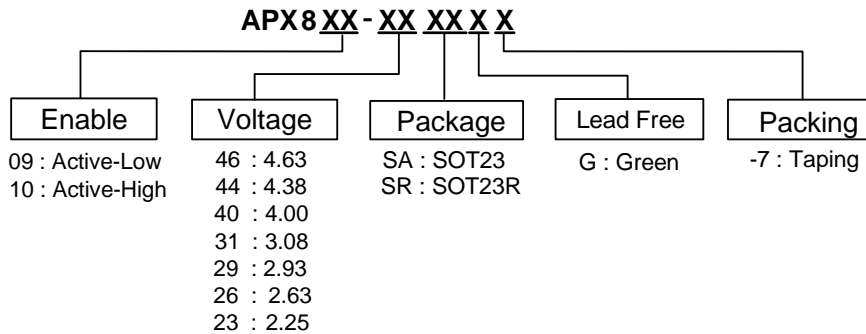 APX8XX-XX XX X X
Enable
Voltage
Package
Lead Free
Packing
09 : Active-Low
10 : Active-High
46 : 4.63
44 : 4.38
40 : 4.00
31 : 3.08
29 : 2.93
26 : 2.63
23 : 2.25
SA : SOT23
SR : SOT23R
G : Green
-7 : Taping